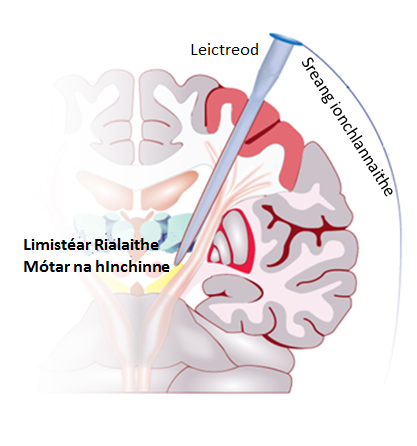 Leictreod
Sreang ionchlannaithe
Limistéar Rialaithe
Mótar na hInchinne